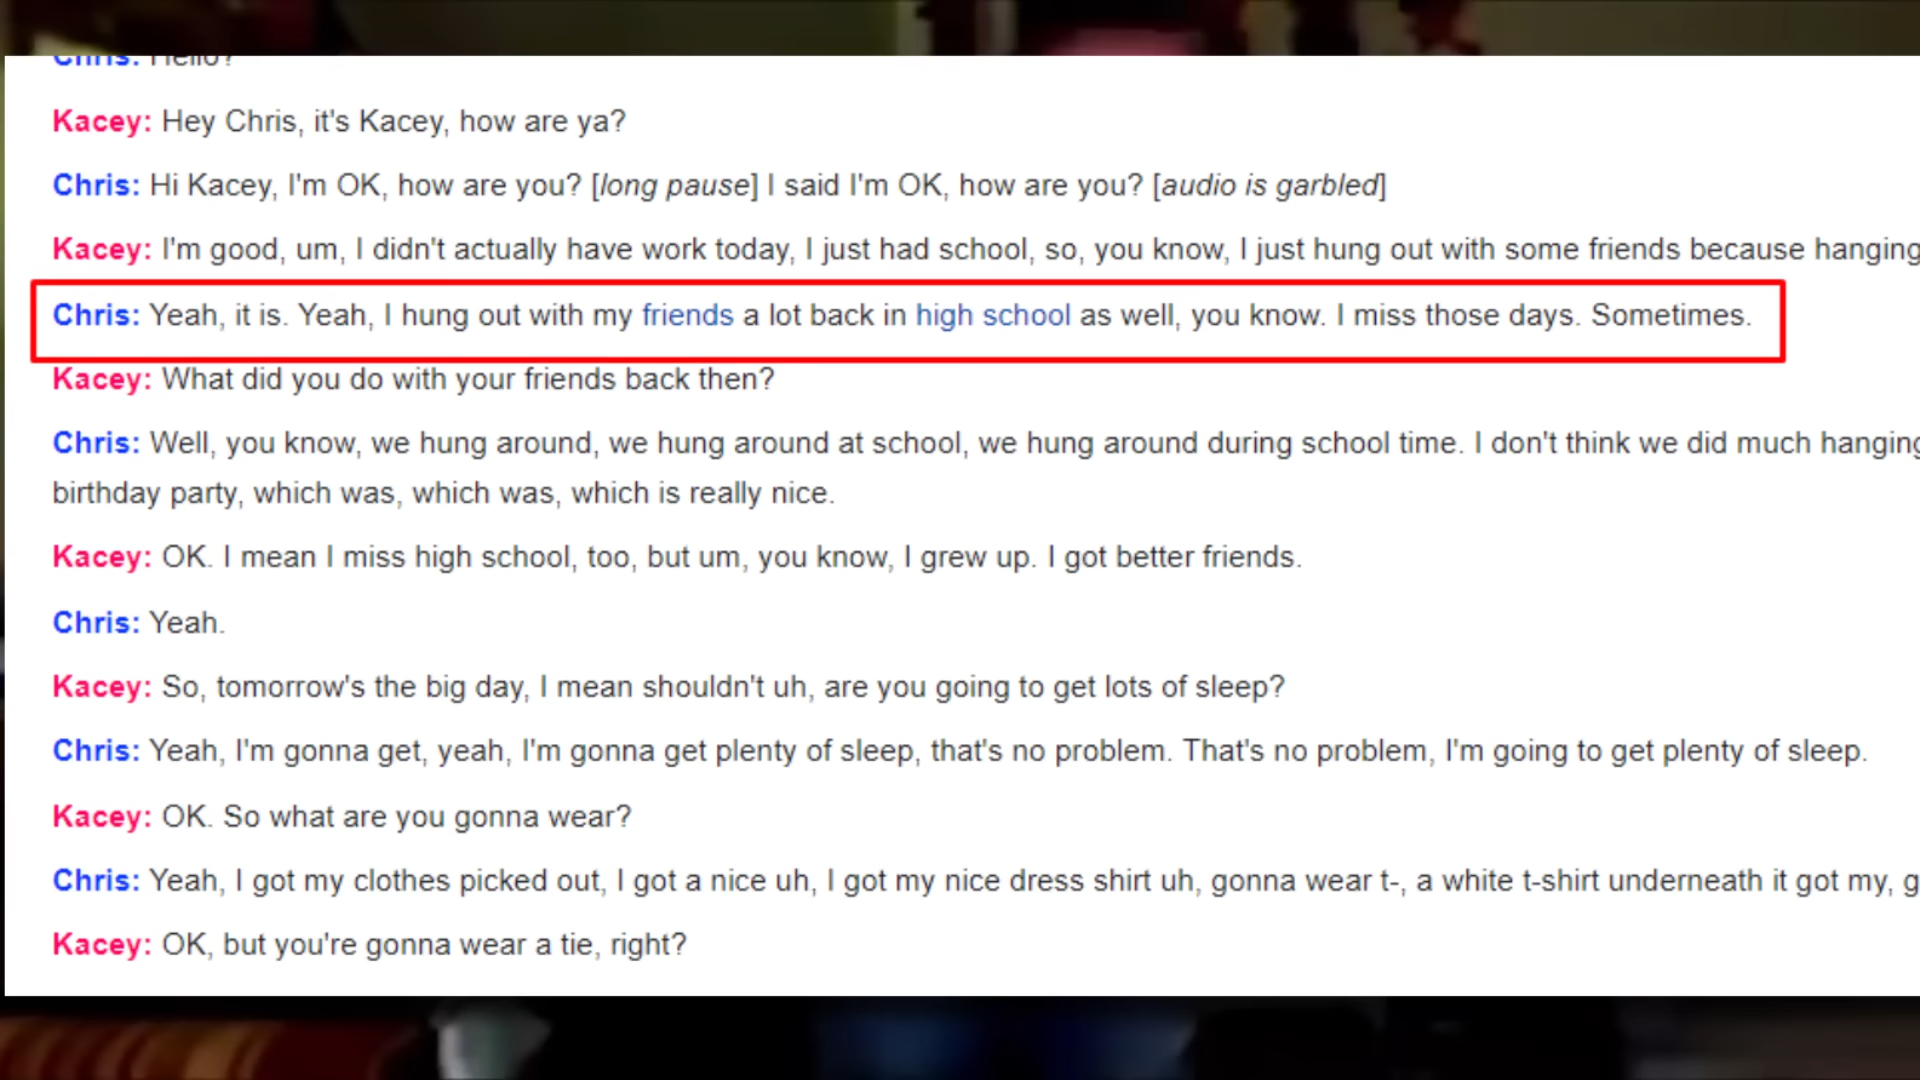 Chris: Hello?
Kacey: Hey Chris, it's Kacey, how are ya?
Chris: Hi Kacey, I'm OK, how are you? [long pause] I said I'm OK, how are you? [audio is garbled]
Kacey: I'm good, um, I didn't actually have work today, I just had school, so, you know, I just hung out with some friends because hanging
Chris: Yeah, it is. Yeah, I hung out with my friends a lot back in high school as well, you know. I miss those days. Sometimes.
Kacey: What did you do with your friends back then?
Chris: Well, you know, we hung around, we hung around at school, we hung around during school time. I don't think we did much hanging
birthday party, which was, which was, which is really nice.
Kacey: OK. I mean I miss high school, too, but um, you know, I grew up. I got better friends.
Chris: Yeah.
Kacey: So, tomorrow's the big day, I mean shouldn't uh, are you going to get lots of sleep?
Chris: Yeah, I'm gonna get, yeah, I'm gonna get plenty of sleep, that's no problem. That's no problem, I'm going to get plenty of sleep.
Kacey: OK. So what are you gonna wear?
Chris: Yeah, I got my clothes picked out, I got a nice uh, I got my nice dress shirt uh, gonna wear t-, a white t-shirt underneath it got my, g
Kacey: OK, but you're gonna wear a tie, right?